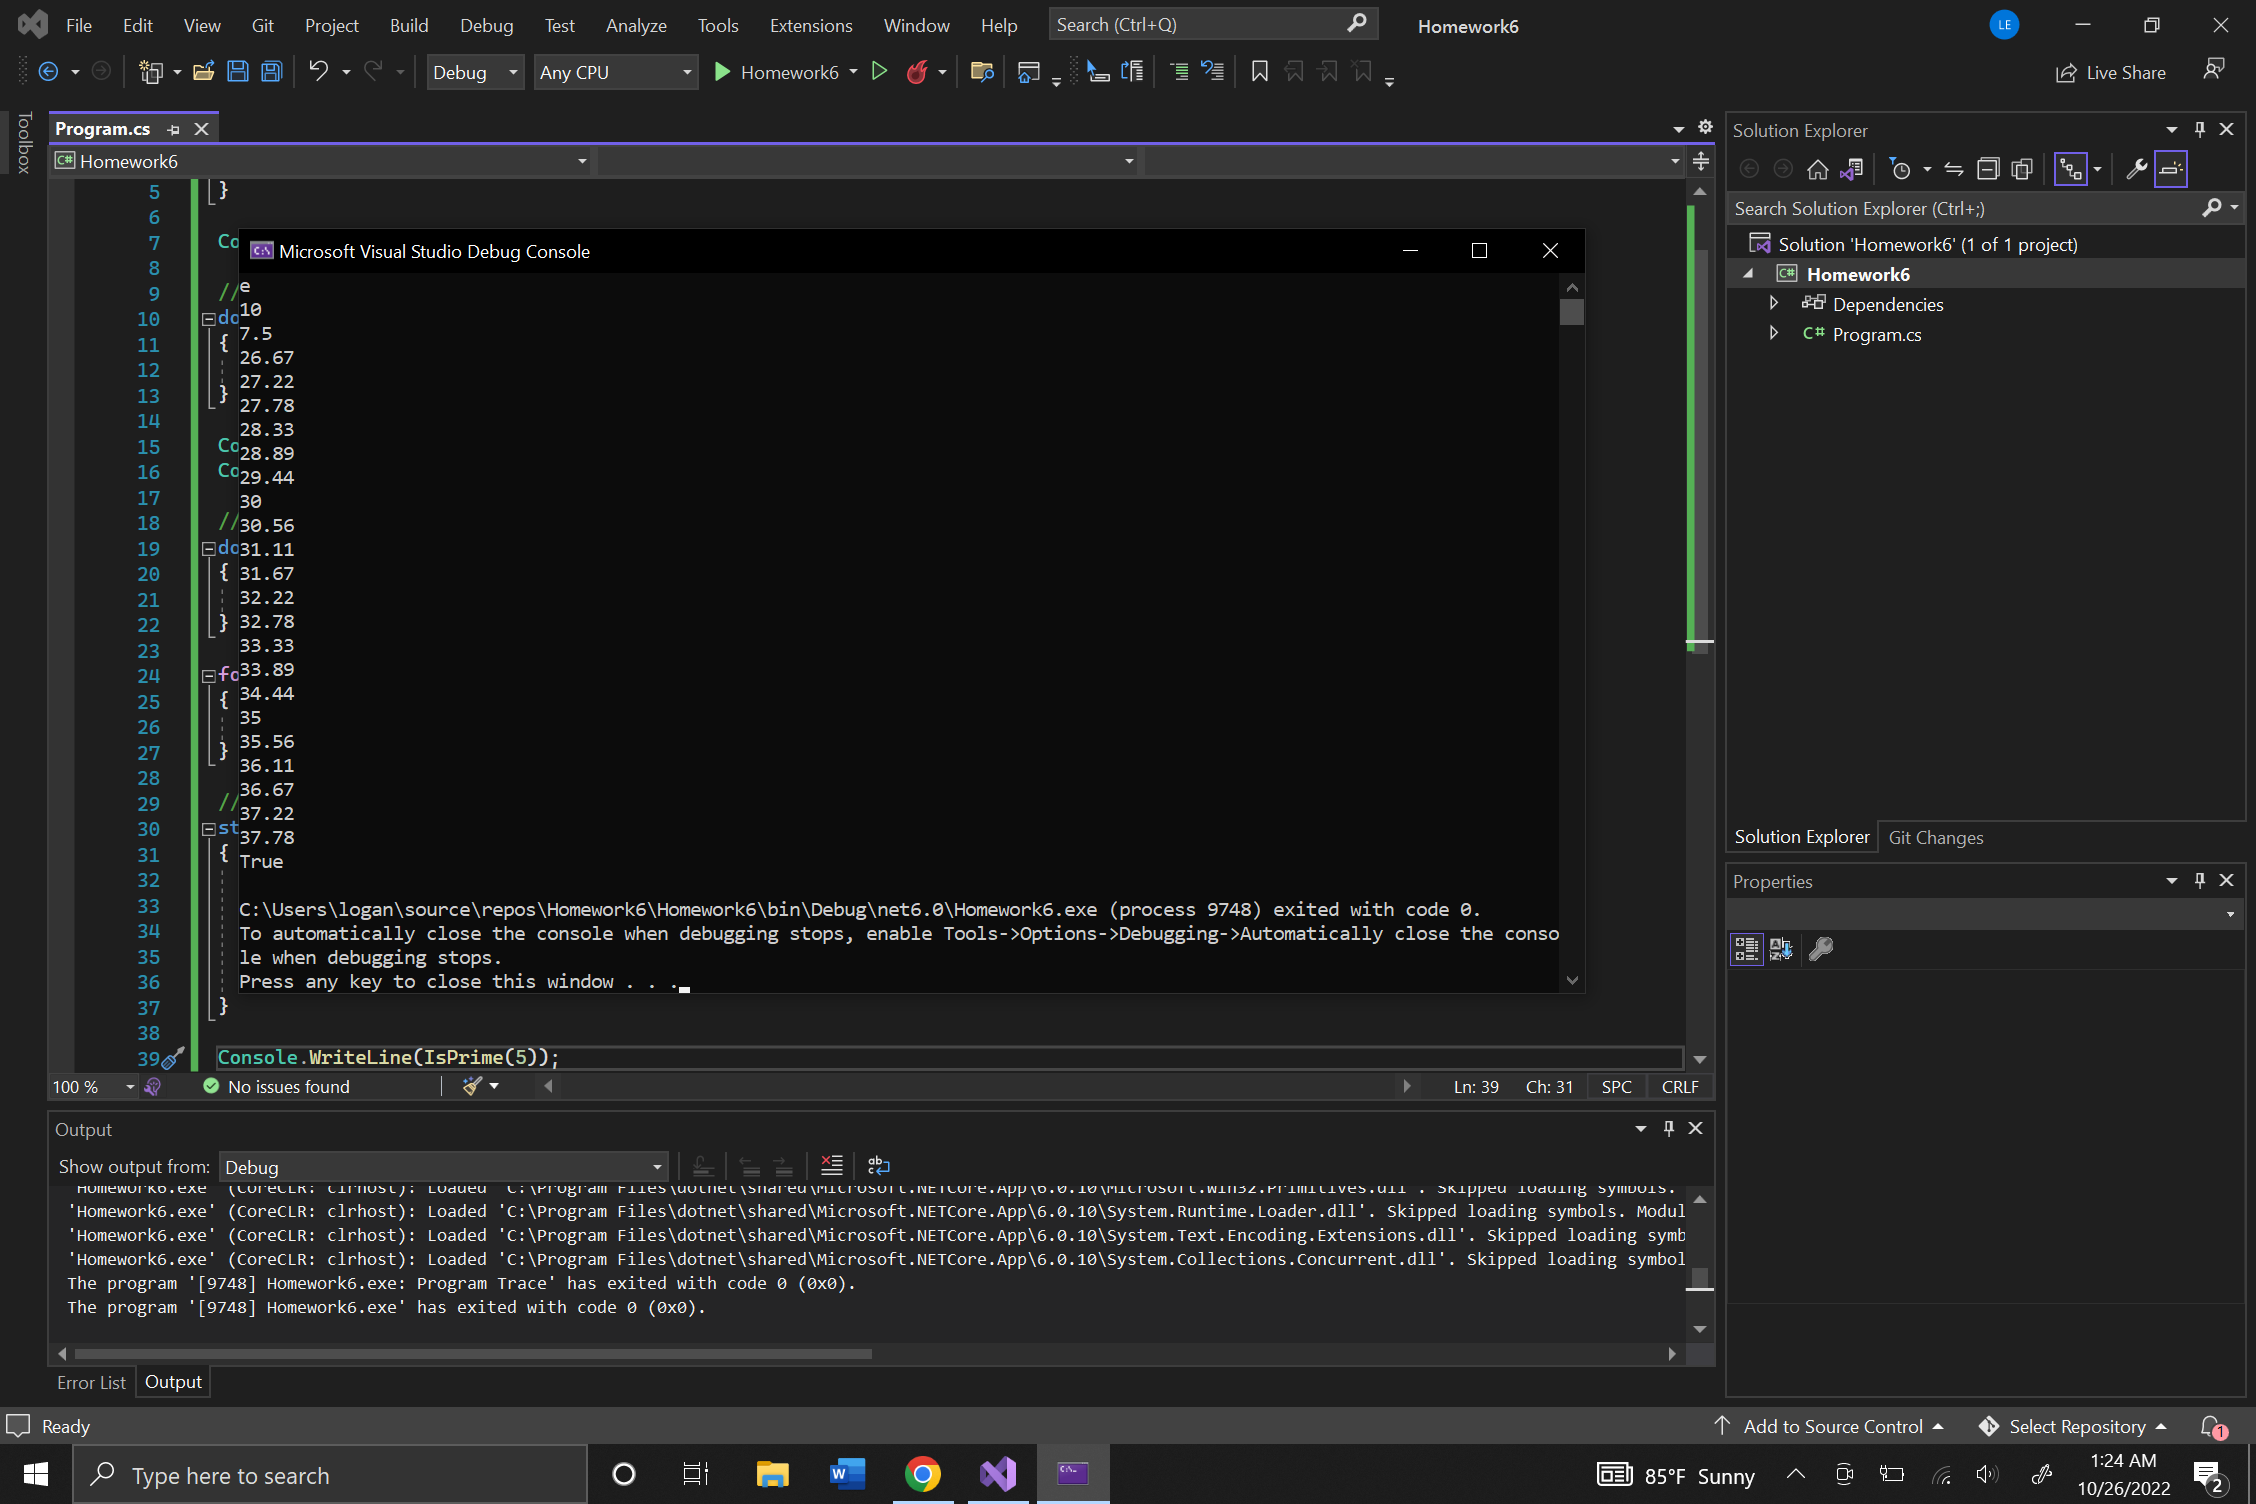 File Edit View Git Project Build Debug Test Analyze Tools Extensions Window Help Search (Ctrl+Q) Homework6 LE
Debug Any CPU Homework6 Live Share
Toolbox
Program.cs
C# Homework6
5 }
6
7 Co
8
9 //
10 do
11 {
12
13 }
14
15 Co
16 Co
17
18 //
19 do
20 {
21
22 }
23
24 fo
25 {
26
27 }
28
29 //
30 st
31 {
32
33
34
35
36
37 }
38
39 Console.WriteLine(IsPrime(5));
Microsoft Visual Studio Debug Console
e
10
7.5
26.67
27.22
27.78
28.33
28.89
29.44
30
30.56
31.11
31.67
32.22
32.78
33.33
33.89
34.44
35
35.56
36.11
36.67
37.22
37.78
True
C:\Users\logan\source\repos\Homework6\Homework6\bin\Debug\net6.0\Homework6.exe (process 9748) exited with code 0.
To automatically close the console when debugging stops, enable Tools->Options->Debugging->Automatically close the conso
le when debugging stops.
Press any key to close this window . . .
100 % No issues found Ln: 39 Ch: 31 SPC CRLF
Output
Show output from: Debug
'Homework6.exe' (CoreCLR: clrhost): Loaded 'C:\Program Files\dotnet\shared\Microsoft.NETCore.App\6.0.10\Microsoft.Win32.Primitives.dll'. Skipped loading symbols.
'Homework6.exe' (CoreCLR: clrhost): Loaded 'C:\Program Files\dotnet\shared\Microsoft.NETCore.App\6.0.10\System.Runtime.Loader.dll'. Skipped loading symbols. Modul
'Homework6.exe' (CoreCLR: clrhost): Loaded 'C:\Program Files\dotnet\shared\Microsoft.NETCore.App\6.0.10\System.Text.Encoding.Extensions.dll'. Skipped loading symb
'Homework6.exe' (CoreCLR: clrhost): Loaded 'C:\Program Files\dotnet\shared\Microsoft.NETCore.App\6.0.10\System.Collections.Concurrent.dll'. Skipped loading symbol
The program '[9748] Homework6.exe: Program Trace' has exited with code 0 (0x0).
The program '[9748] Homework6.exe' has exited with code 0 (0x0).
Error List Output
Solution Explorer
Search Solution Explorer (Ctrl+;)
Solution 'Homework6' (1 of 1 project)
C# Homework6
Dependencies
C# Program.cs
Solution Explorer Git Changes
Properties
Ready Add to Source Control Select Repository 1
Type here to search 85°F Sunny 1:24 AM
10/26/2022 2